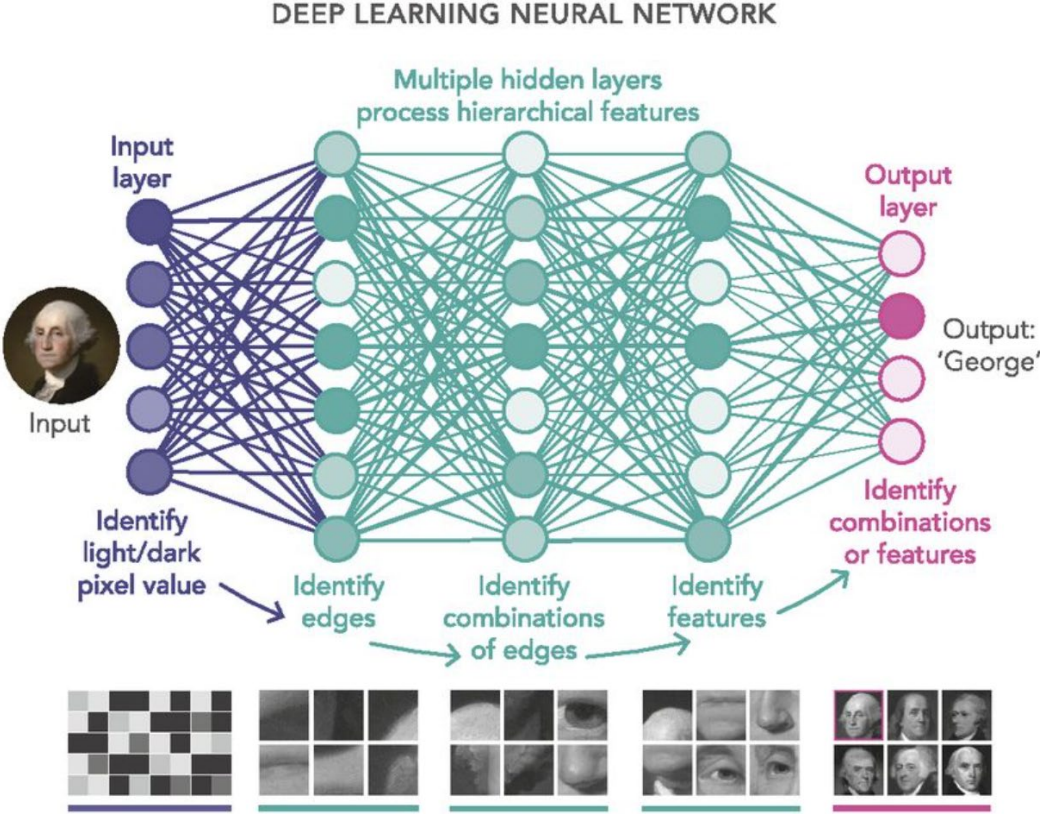 DEEP LEARNING NEURAL NETWORK
Multiple hidden layers
process hierarchical features
Input
layer
Output
layer
Input
Output:
‘George’
Identify
light/dark
pixel value
Identify
edges
Identify
combinations
of edges
Identify
features
Identify
combinations
or features